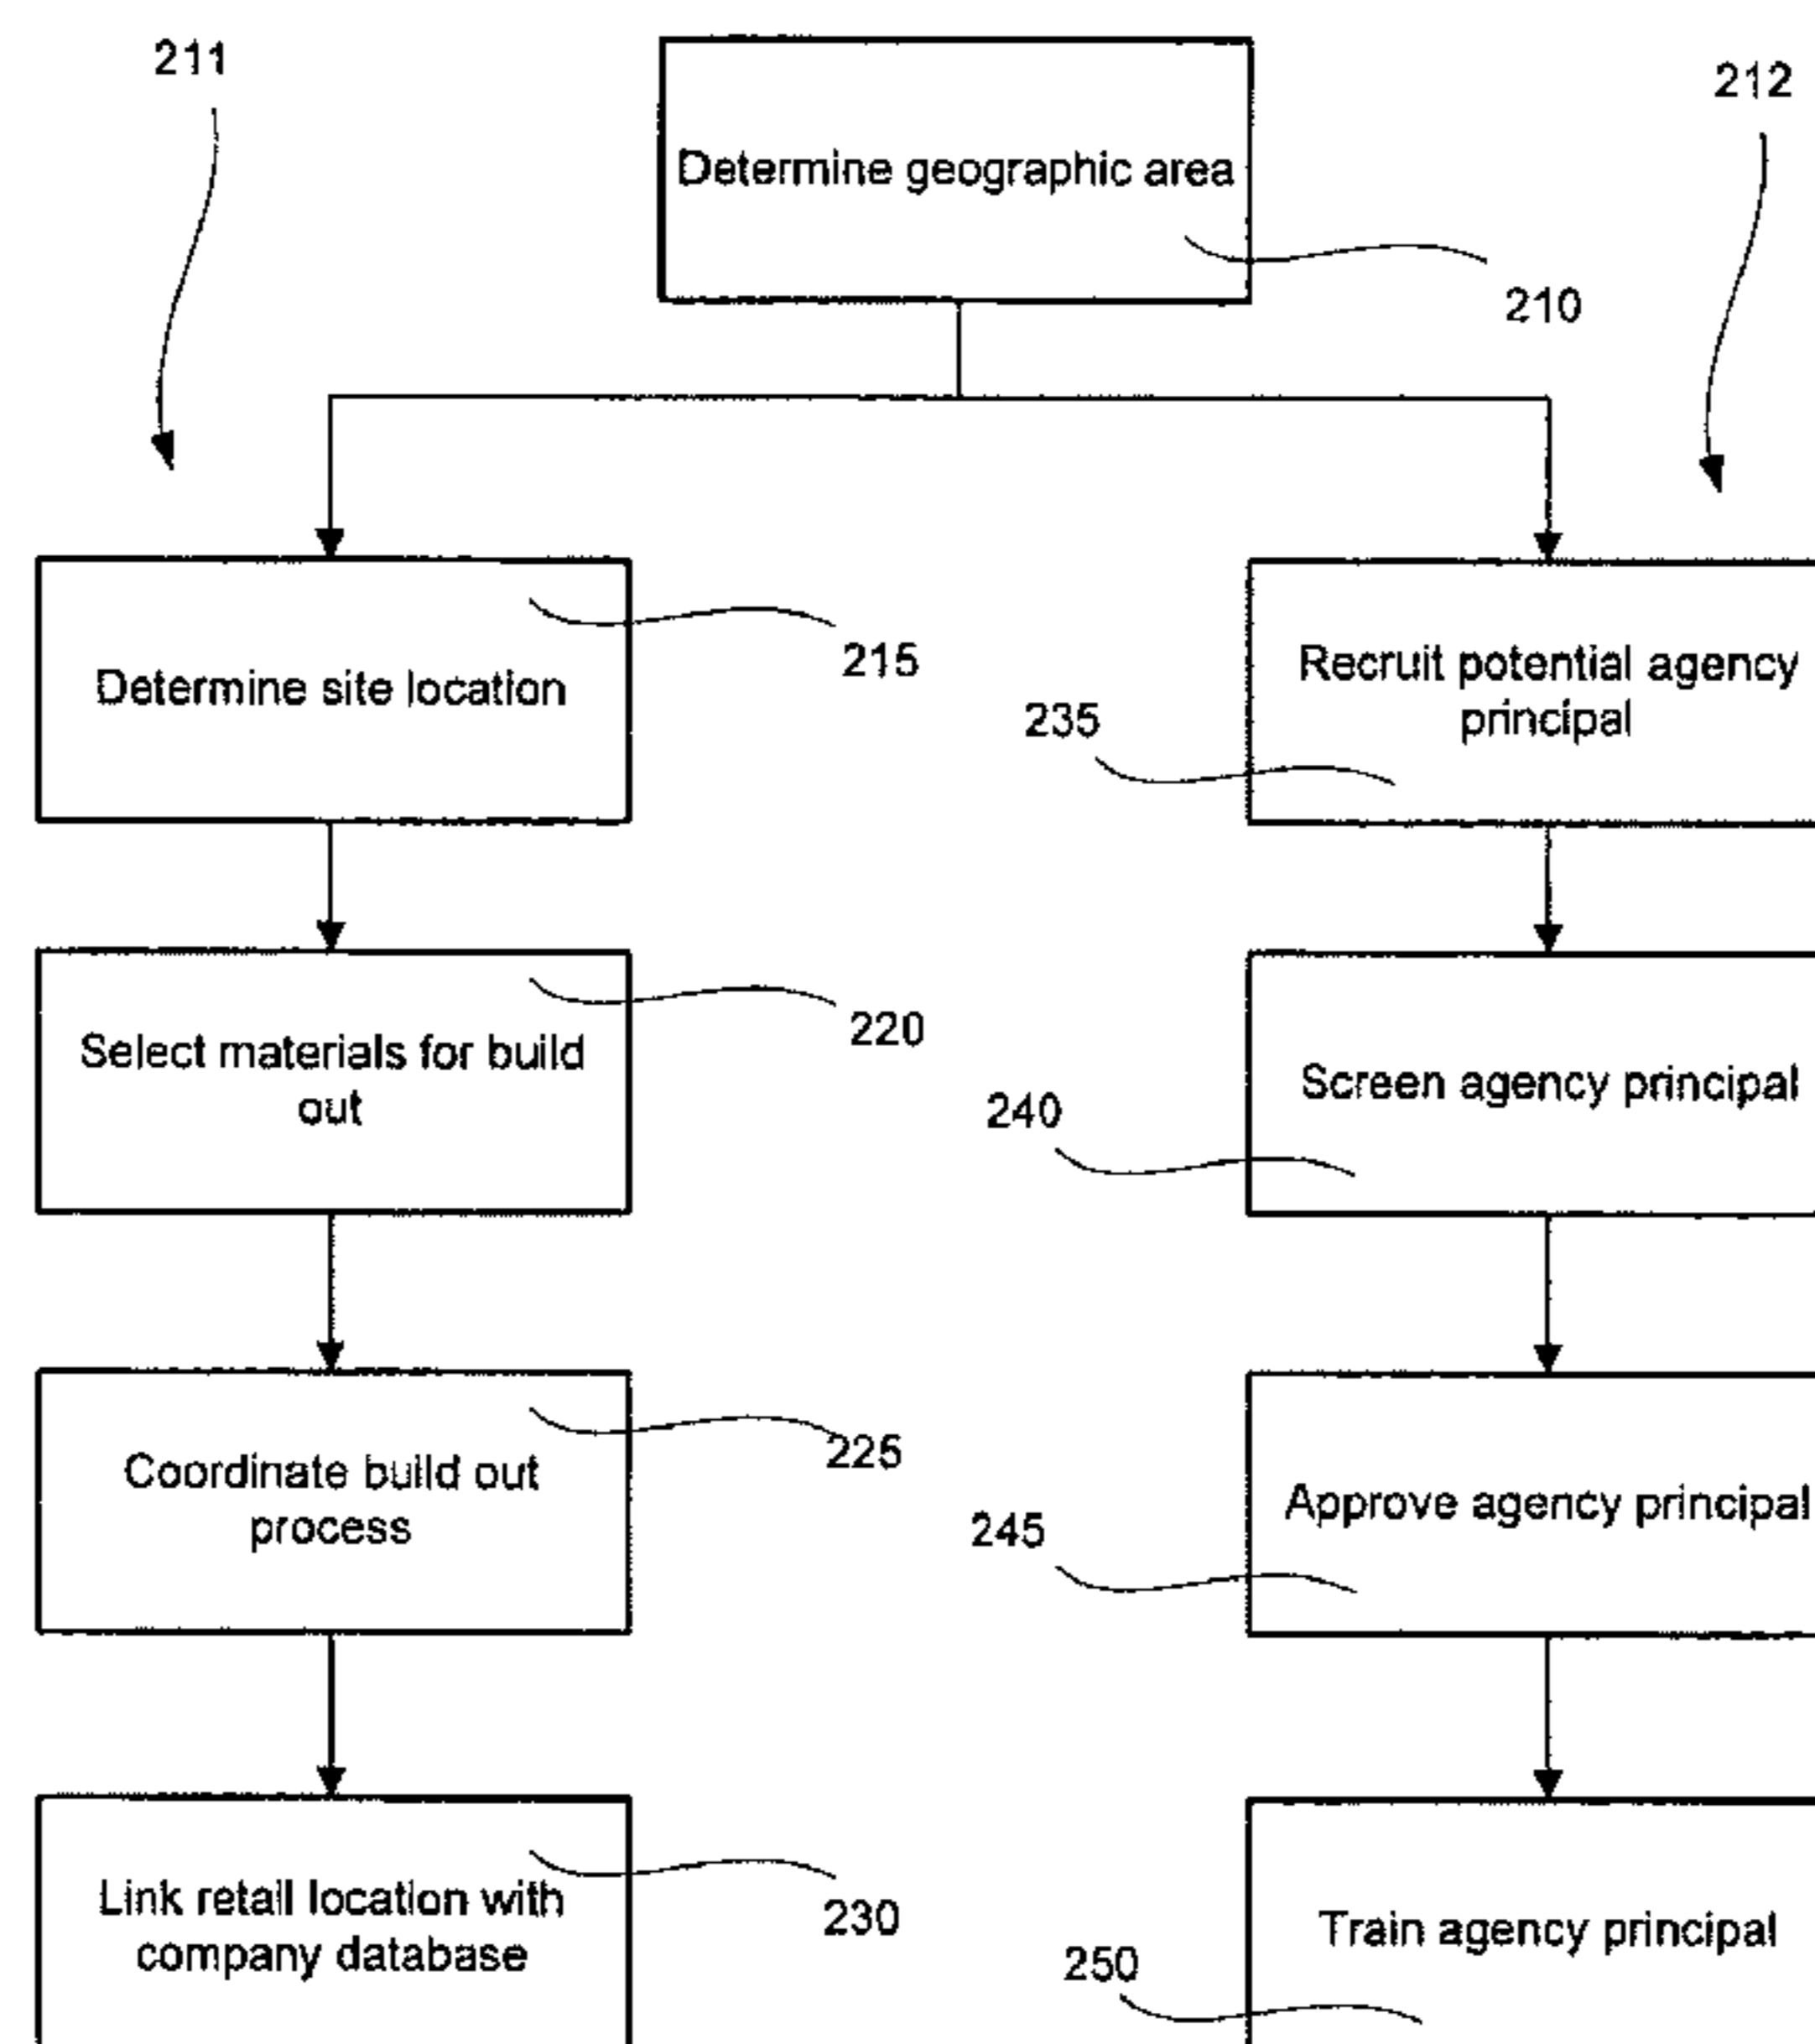 211
212
Determine geographic area
210
Determine site location
215
Recruit potential agency
principal
235
Select materials for build
out
220
Screen agency principal
240
Coordinate build out
process
225
Approve agency principal
245
Link retail location with
company database
230
Train agency principal
250